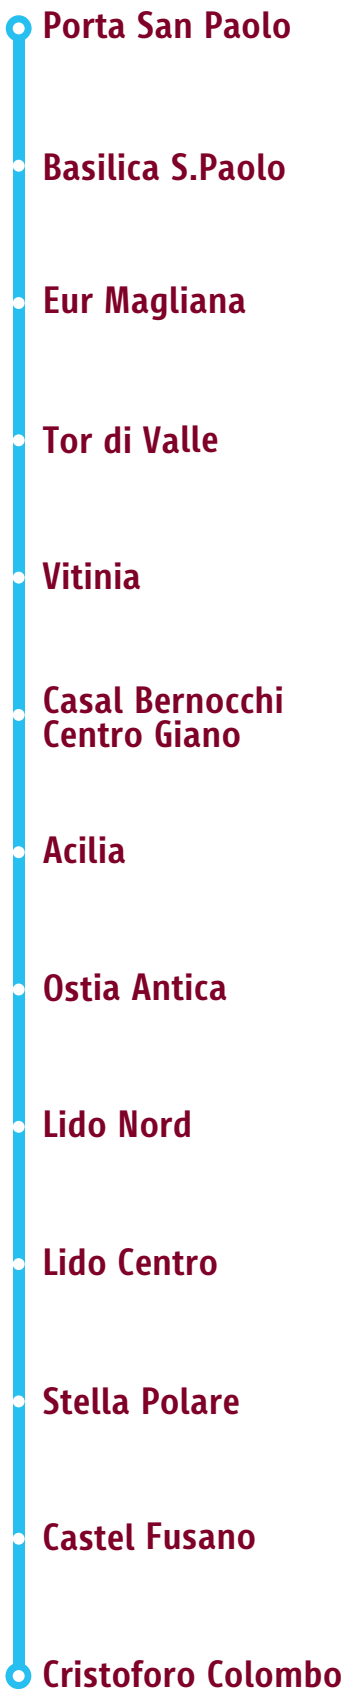 Porta San Paolo
Basilica S.Paolo
Eur Magliana
Tor di Valle
Vitinia
Casal Bernocchi
Centro Giano
Acilia
Ostia Antica
Lido Nord
Lido Centro
Stella Polare
Castel Fusano
Cristoforo Colombo